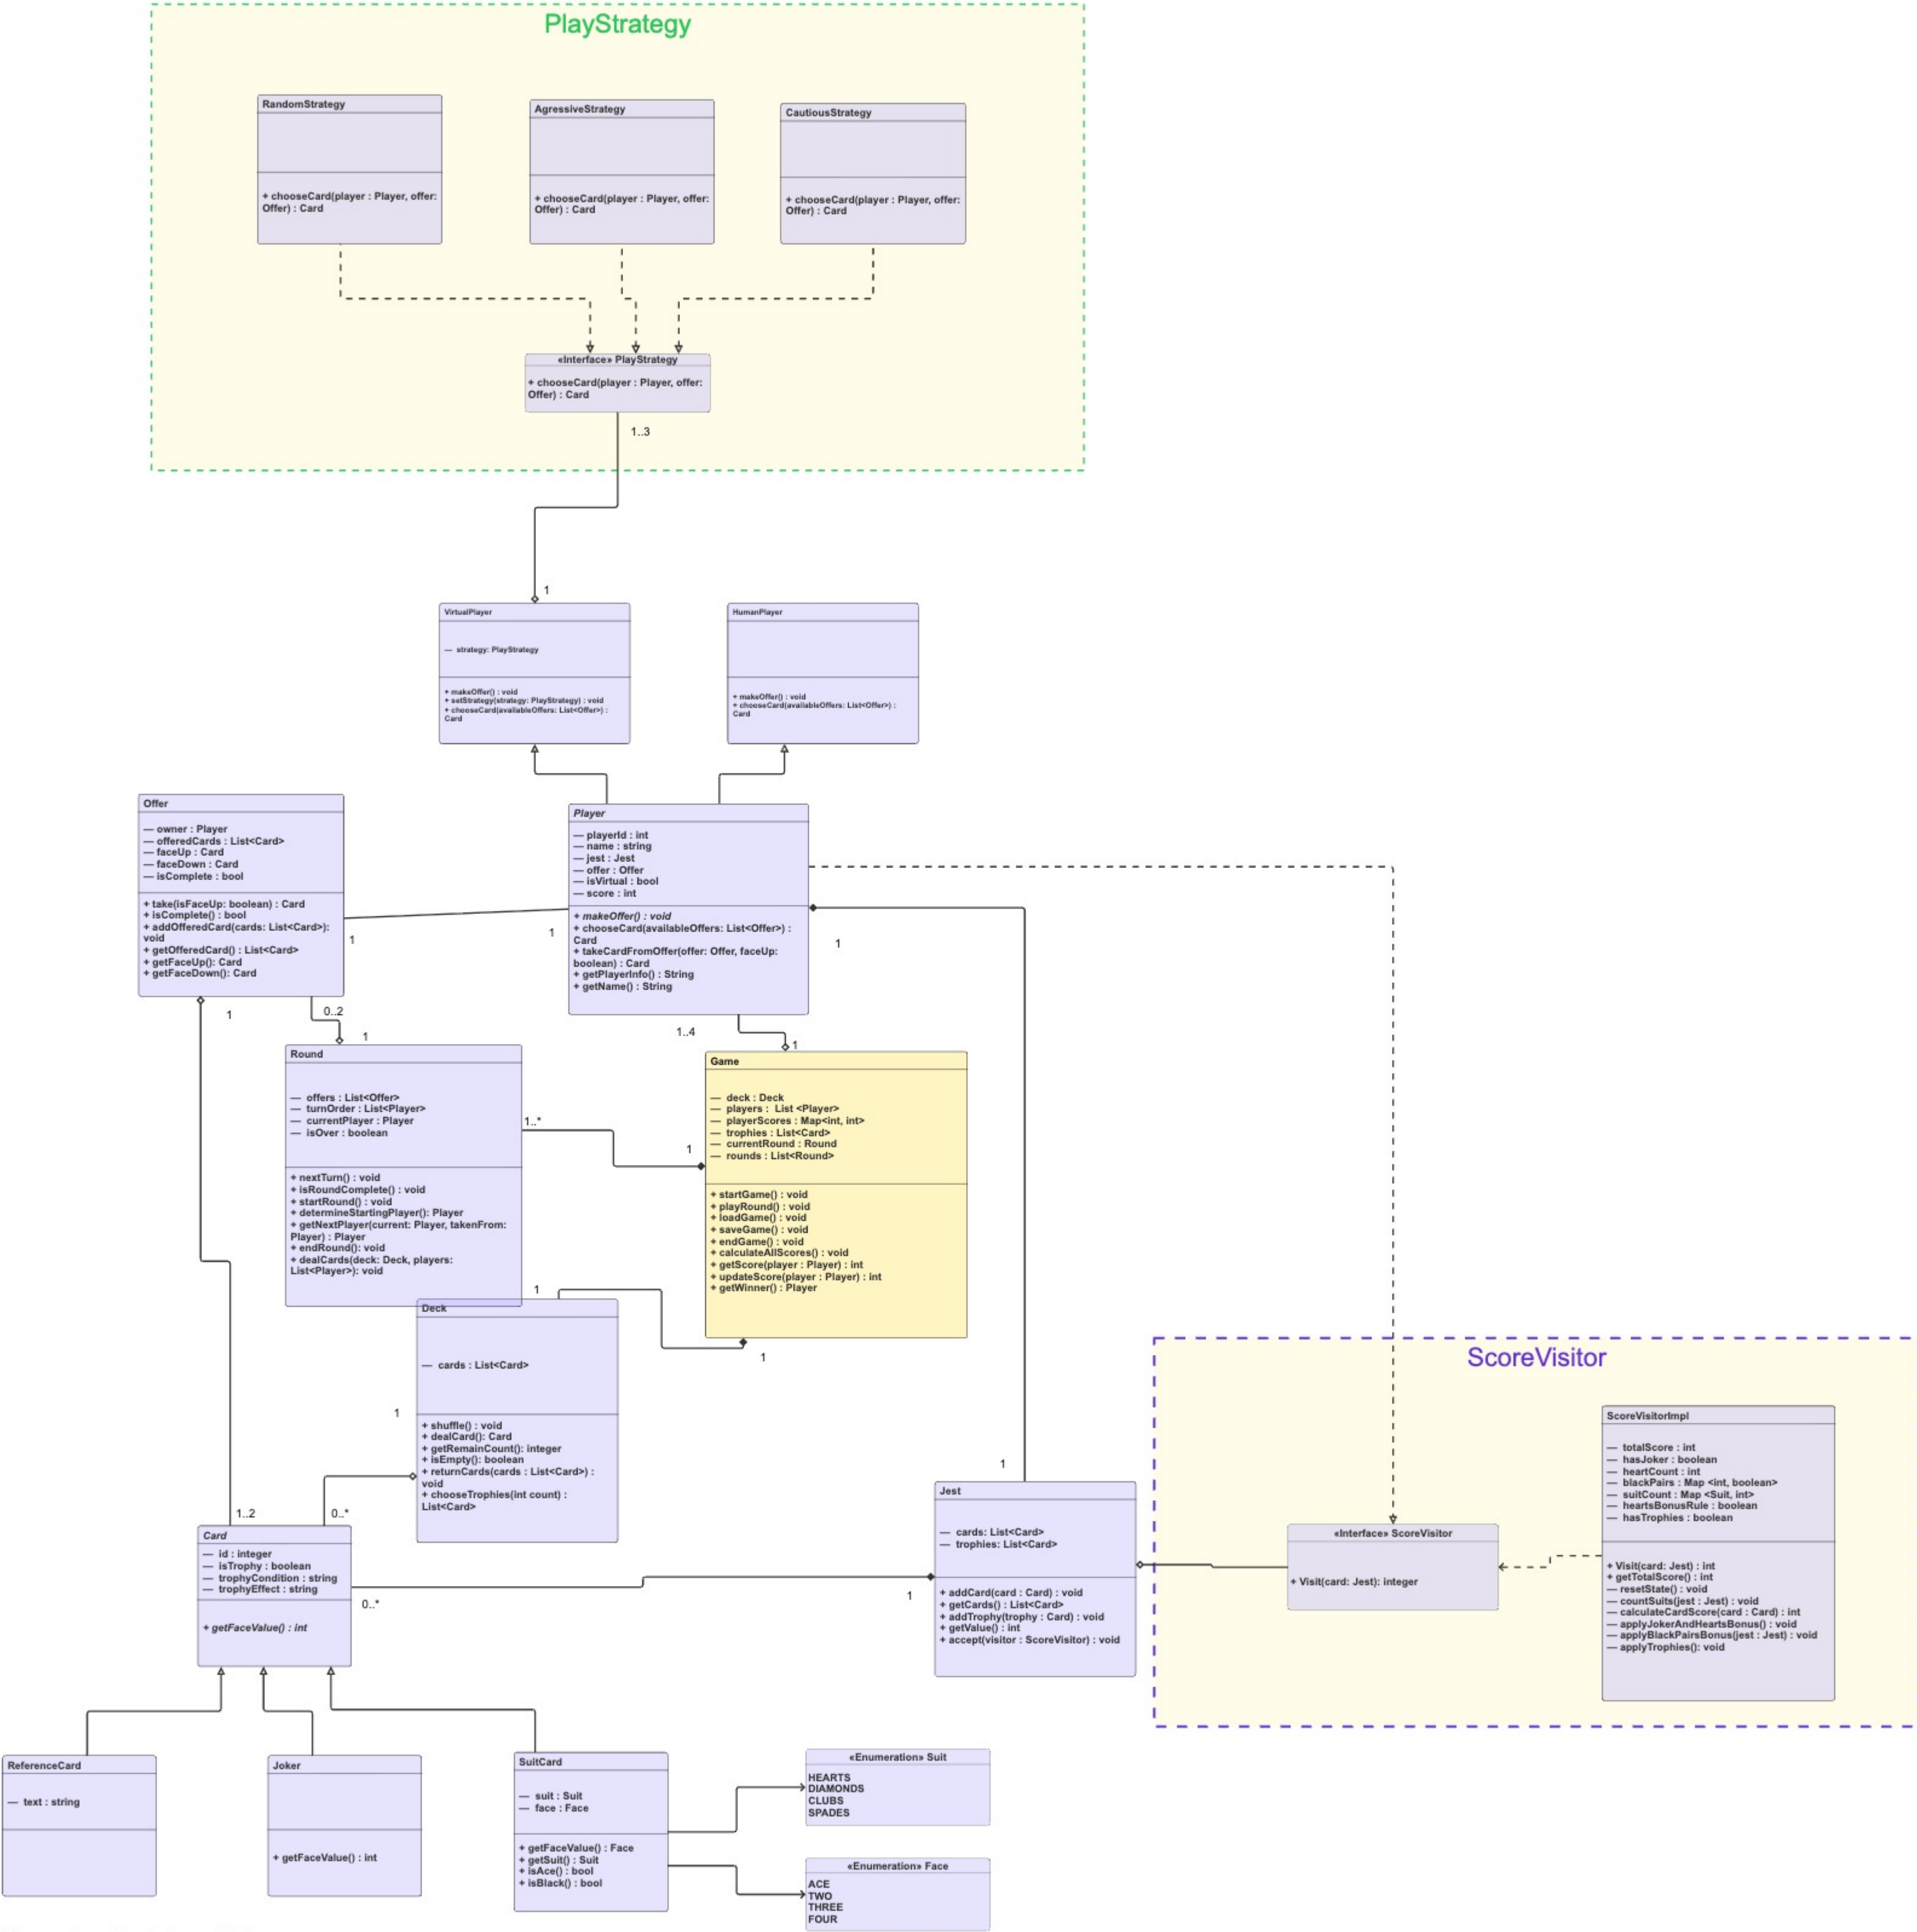 PlayStrategy
RandomStrategy
+ chooseCard(player : Player, offer:
Offer) : Card
AgressiveStrategy
+ chooseCard(player : Player, offer:
Offer) : Card
CautiousStrategy
+ chooseCard(player : Player, offer:
Offer) : Card
«Interface» PlayStrategy
+ chooseCard(player : Player, offer:
Offer) : Card
1..3
1
VirtualPlayer
— strategy: PlayStrategy
+ makeOffer() : void
+ setStrategy(strategy: PlayStrategy) : void
+ chooseCard(availableOffers: List<Offer>) :
Card
HumanPlayer
+ makeOffer() : void
+ chooseCard(availableOffers: List<Offer>) :
Card
Offer
— owner : Player
— offeredCards : List<Card>
— faceUp : Card
— faceDown : Card
— isComplete : bool
+ take(isFaceUp: boolean) : Card
+ isComplete() : bool
+ addOfferedCard(cards: List<Card>):
void
+ getOfferedCard() : List<Card>
+ getFaceUp(): Card
+ getFaceDown(): Card
1
1
Player
— playerId : int
— name : string
— jest : Jest
— offer : Offer
— isVirtual : bool
— score : int
+ makeOffer() : void
+ chooseCard(availableOffers: List<Offer>) :
Card
+ takeCardFromOffer(offer: Offer, faceUp:
boolean) : Card
+ getPlayerInfo() : String
+ getName() : String
1
1
0..2
1
1..4
1
Round
— offers : List<Offer>
— turnOrder : List<Player>
— currentPlayer : Player
— isOver : boolean
+ nextTurn() : void
+ isRoundComplete() : void
+ startRound() : void
+ determineStartingPlayer(): Player
+ getNextPlayer(current: Player, takenFrom:
Player) : Player
+ endRound(): void
+ dealCards(deck: Deck, players:
List<Player>): void
1..*
1
Game
— deck : Deck
— players : List <Player>
— playerScores : Map<int, int>
— trophies : List<Card>
— currentRound : Round
— rounds : List<Round>
+ startGame() : void
+ playRound() : void
+ loadGame() : void
+ saveGame() : void
+ endGame() : void
+ calculateAllScores() : void
+ getScore(player : Player) : int
+ updateScore(player : Player) : int
+ getWinner() : Player
1
1
Deck
— cards : List<Card>
+ shuffle() : void
+ dealCard(): Card
+ getRemainCount(): integer
+ isEmpty(): boolean
+ returnCards(cards : List<Card>) :
void
+ chooseTrophies(int count) :
List<Card>
1
1..2
0..*
Card
— id : integer
— isTrophy : boolean
— trophyCondition : string
— trophyEffect : string
+ getFaceValue() : int
0..*
1
1
Jest
— cards: List<Card>
— trophies: List<Card>
+ addCard(card : Card) : void
+ getCards() : List<Card>
+ addTrophy(trophy : Card) : void
+ getValue() : int
+ accept(visitor : ScoreVisitor) : void
ScoreVisitor
«Interface» ScoreVisitor
+ Visit(card: Jest): integer
ScoreVisitorImpl
— totalScore : int
— hasJoker : boolean
— heartCount : int
— blackPairs : Map <int, boolean>
— suitCount : Map <Suit, int>
— heartsBonusRule : boolean
— hasTrophies : boolean
+ Visit(card : Jest) : int
+ getTotalScore() : int
— resetState() : void
— countSuits(jest : Jest) : void
— calculateCardScore(card : Card) : int
— applyJokerAndHeartsBonus() : void
— applyBlackPairsBonus(jest : Jest) : void
— applyTrophies(): void
ReferenceCard
— text : string
Joker
+ getFaceValue() : int
SuitCard
— suit : Suit
— face : Face
+ getFaceValue() : Face
+ getSuit() : Suit
+ isAce() : bool
+ isBlack() : bool
«Enumeration» Suit
HEARTS
DIAMONDS
CLUBS
SPADES
«Enumeration» Face
ACE
TWO
THREE
FOUR